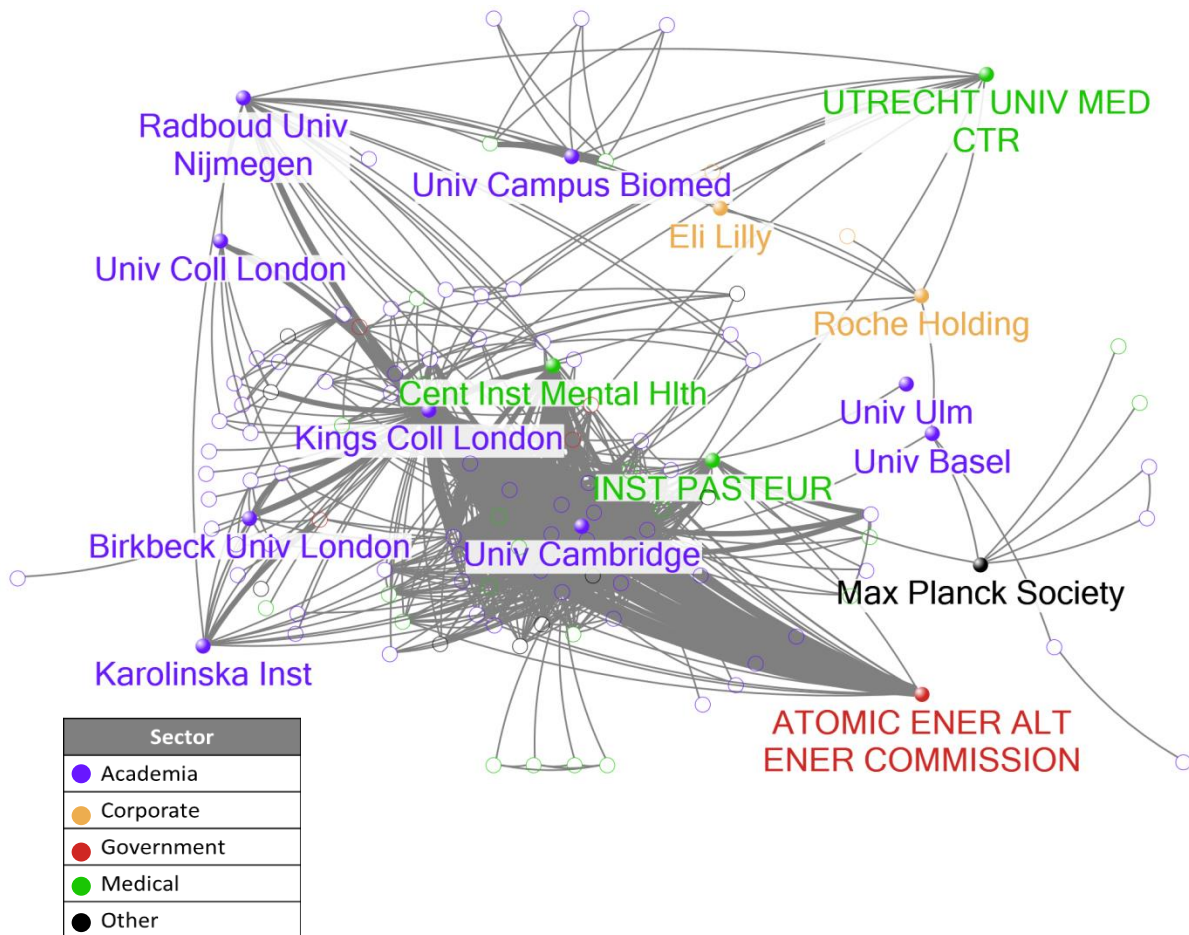 UTRECHT UNIV MED
CTR
Radboud Univ
Nijmegen
Univ Campus Biomed
Eli Lilly
Univ Coll London
Roche Holding
Cent Inst Mental Hlth
Kings Coll London
Univ Ulm
Univ Basel
INST PASTEUR
Birkbeck Univ London
Univ Cambridge
Max Planck Society
Karolinska Inst
ATOMIC ENER ALT
ENER COMMISSION
Sector
Academia
Corporate
Government
Medical
Other